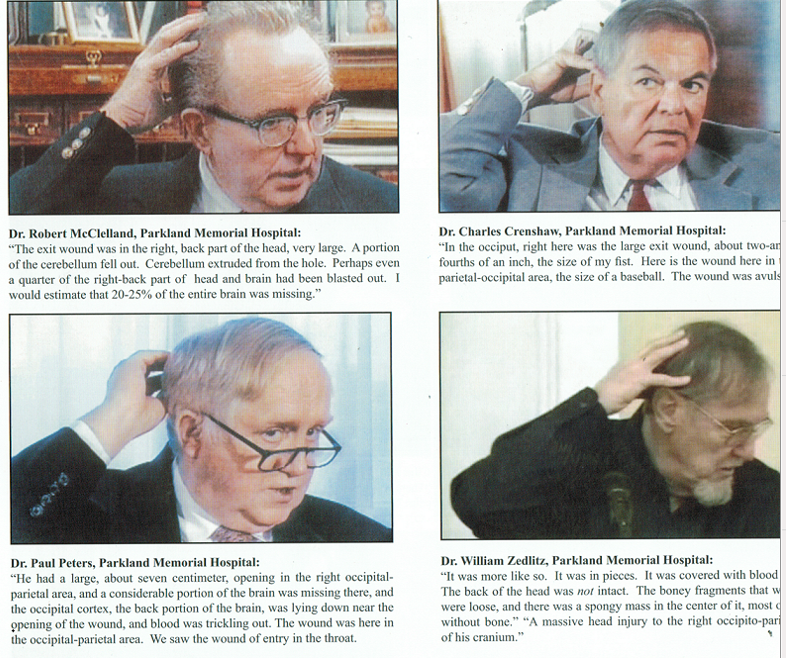 Dr. Robert McClelland, Parkland Memorial Hospital:
"The exit wound was in the right, back part of the head, very large. A portion
of the cerebellum fell out. Cerebellum extruded from the hole. Perhaps even
a quarter of the right-back part of head and brain had been blasted out. I
would estimate that 20-25% of the entire brain was missing."
Dr. Charles Crenshaw, Parkland Memorial Hospital:
"In the occiput, right here was the large exit wound, about two-an
fourths of an inch, the size of my fist. Here is the wound here in
parietal-occipital area, the size of a baseball. The wound was avuls
Dr. Paul Peters, Parkland Memorial Hospital:
"He had a large, about seven centimeter, opening in the right occipital-
parietal area, and a considerable portion of the brain was missing there, and
the occipital cortex, the back portion of the brain, was lying down near the
opening of the wound, and blood was trickling out. The wound was here in
the occipital-parietal area. We saw the wound of entry in the throat.
Dr. William Zedlitz, Parkland Memorial Hospital:
"It was more like so. It was in pieces. It was covered with blood
The back of the head was not intact. The boney fragments that w
were loose, and there was a spongy mass in the center of it, most
without bone." "A massive head injury to the right occipito-pari
of his cranium."